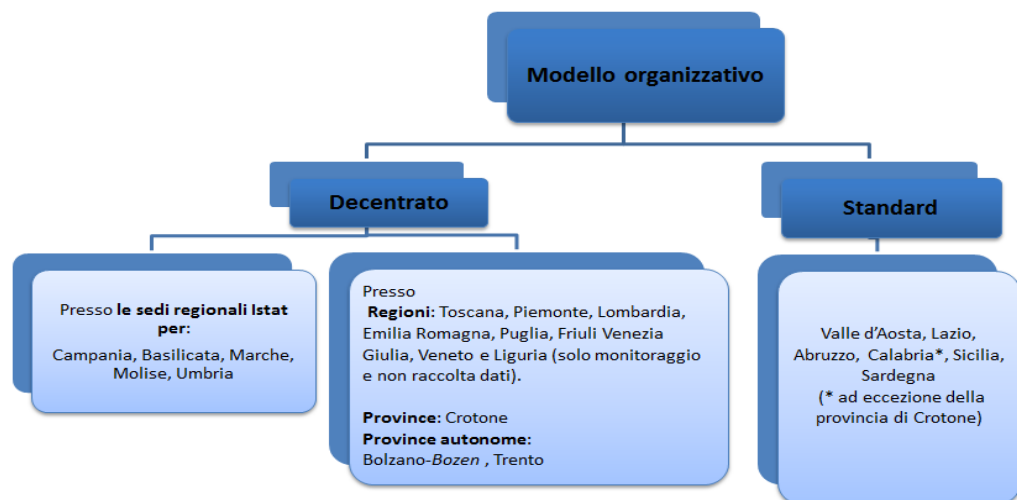 Modello organizzativo
Decentrato
Standard
Presso le sedi regionali Istat
per:
Campania, Basilicata, Marche,
Molise, Umbria
Presso
Regioni: Toscana, Piemonte, Lombardia,
Emilia Romagna, Puglia, Friuli Venezia
Giulia, Veneto e Liguria (solo monitoraggio
e non raccolta dati).
Province: Crotone
Province autonome:
Bolzano-Bozen , Trento
Valle d'Aosta, Lazio,
Abruzzo, Calabria*, Sicilia,
Sardegna
(* ad eccezione della
provincia di Crotone)